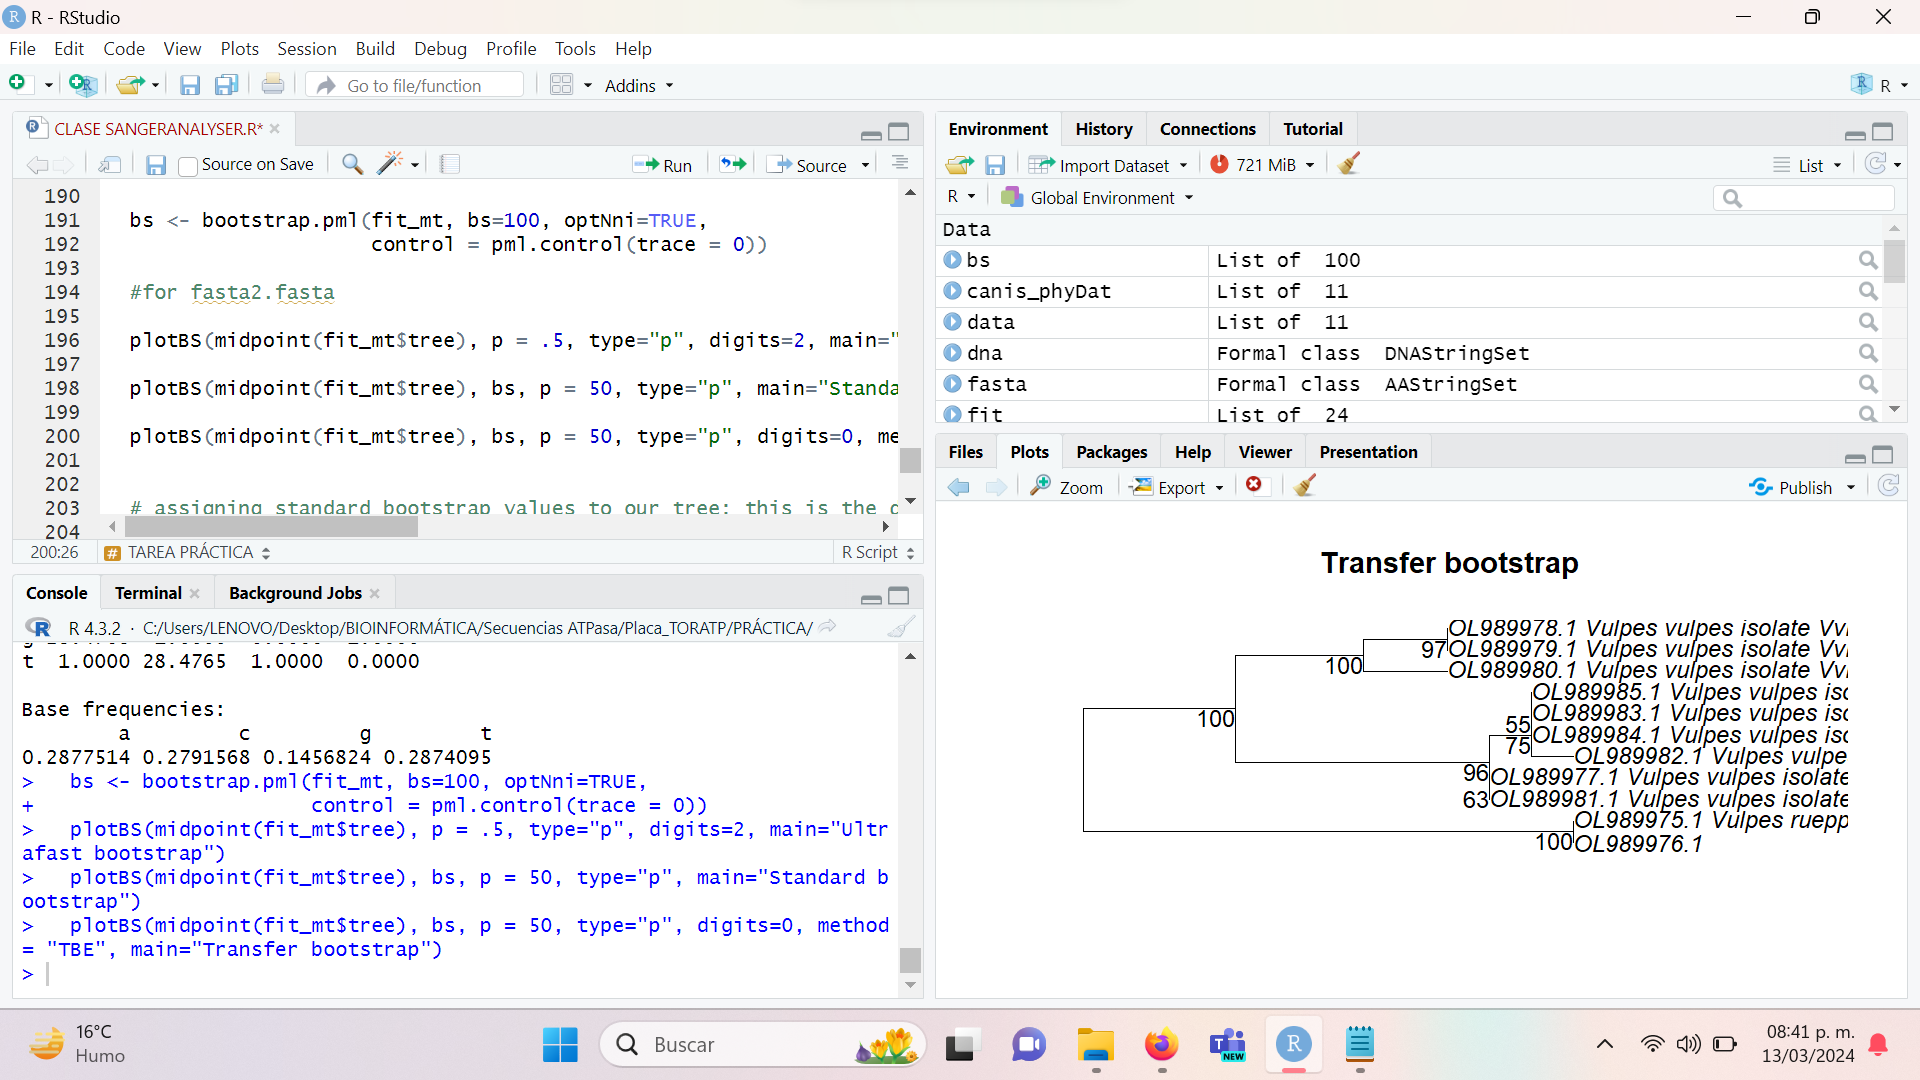 R - RStudio
File Edit Code View Plots Session Build Debug Profile Tools Help
Go to file/function Addins R
CLASE SANGERANALYSER.R*
Source on Save Run Source
190
191 bs <- bootstrap.pml(fit_mt, bs=100, optNni=TRUE,
192 control = pml.control(trace = 0))
193
194 #for fasta2.fasta
195
196 plotBS(midpoint(fit_mt$tree), p = .5, type="p", digits=2, main="
197
198 plotBS(midpoint(fit_mt$tree), bs, p = 50, type="p", main="Standa
199
200 plotBS(midpoint(fit_mt$tree), bs, p = 50, type="p", digits=0, me
201
202
203 # assigning standard bootstrap values to our tree; this is the d
204
200:26 TAREA PRÁCTICA R Script
Console Terminal Background Jobs
R 4.3.2 · C:/Users/LENOVO/Desktop/BIOINFORMÁTICA/Secuencias ATPasa/Placa_TORATP/PRÁCTICA/
t 1.0000 28.4765 1.0000 0.0000
Base frequencies:
a c g t
0.2877514 0.2791568 0.1456824 0.2874095
> bs <- bootstrap.pml(fit_mt, bs=100, optNni=TRUE,
+ control = pml.control(trace = 0))
> plotBS(midpoint(fit_mt$tree), p = .5, type="p", digits=2, main="Ultr
afast bootstrap")
> plotBS(midpoint(fit_mt$tree), bs, p = 50, type="p", main="Standard b
ootstrap")
> plotBS(midpoint(fit_mt$tree), bs, p = 50, type="p", digits=0, method
= "TBE", main="Transfer bootstrap")
>
Environment History Connections Tutorial
Import Dataset 721 MiB List
R Global Environment
Data
bs List of 100
canis_phyDat List of 11
data List of 11
dna Formal class DNAStringSet
fasta Formal class AAStringSet
fit List of 24
Files Plots Packages Help Viewer Presentation
Zoom Export Publish
Transfer bootstrap
OL989978.1 Vulpes vulpes isolate Vvi
97 OL989979.1 Vulpes vulpes isolate Vvi
100 OL989980.1 Vulpes vulpes isolate Vvi
OL989985.1 Vulpes vulpes iso
100 OL989983.1 Vulpes vulpes iso
55 OL989984.1 Vulpes vulpes iso
75 OL989982.1 Vulpes vulpe
96 OL989977.1 Vulpes vulpes isolate
63 OL989981.1 Vulpes vulpes isolate
OL989975.1 Vulpes ruepp
100 OL989976.1
16°C
Humo
Buscar
NEW
08:41 p. m.
13/03/2024